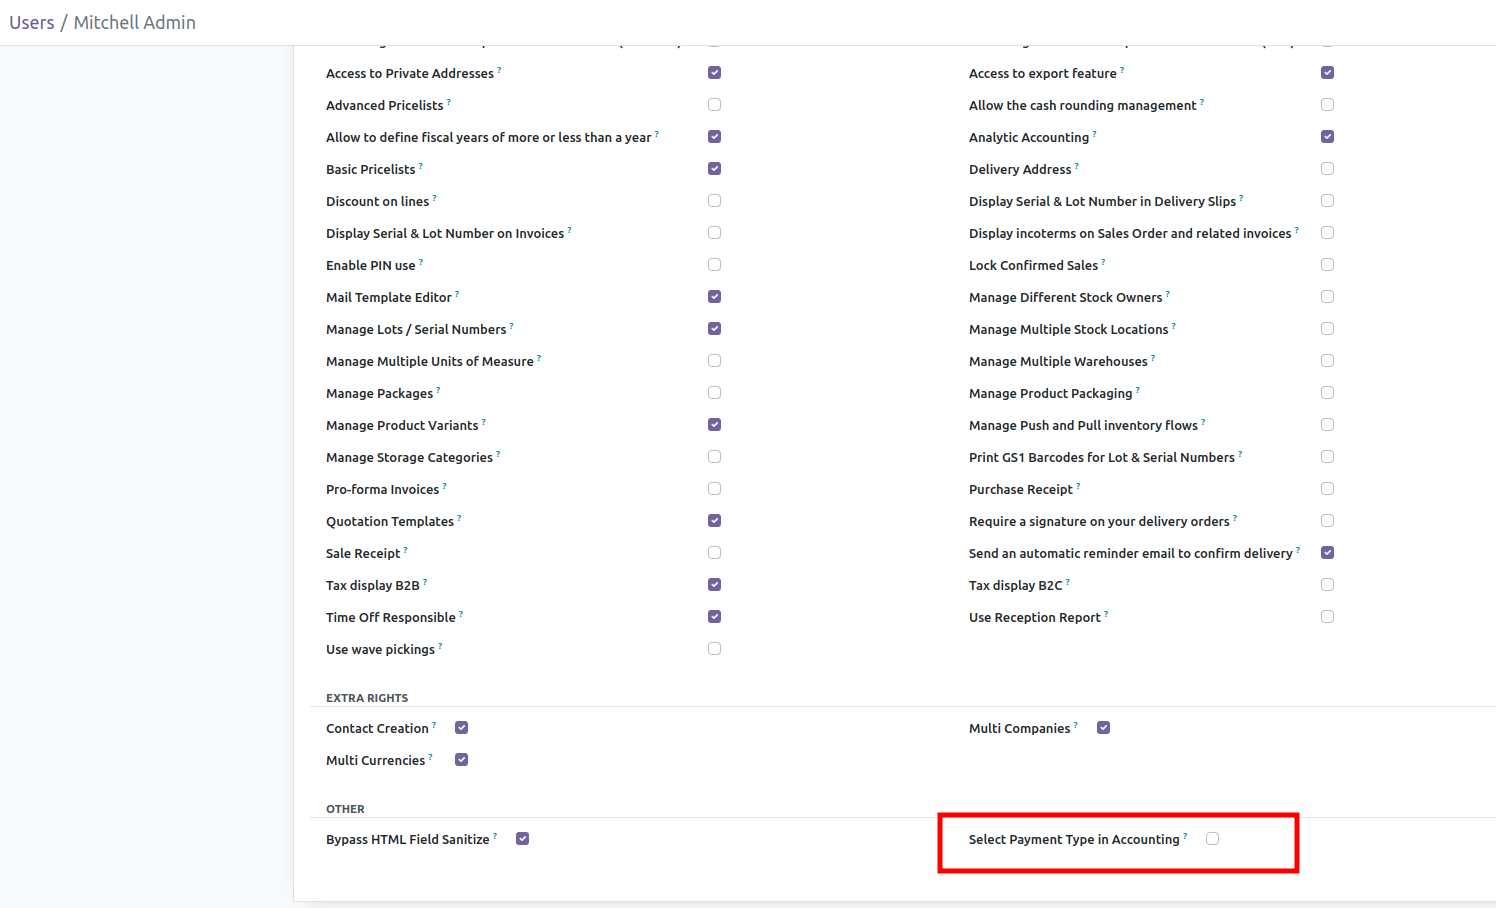 Users / Mitchell Admin
Access to Private Addresses ?
Access to export feature ?
Advanced Pricelists ?
Allow the cash rounding management ?
Allow to define fiscal years of more or less than a year ?
Analytic Accounting ?
Basic Pricelists ?
Delivery Address ?
Discount on lines ?
Display Serial & Lot Number in Delivery Slips ?
Display Serial & Lot Number on Invoices ?
Display incoterms on Sales Order and related invoices ?
Enable PIN use ?
Lock Confirmed Sales ?
Mail Template Editor ?
Manage Different Stock Owners ?
Manage Lots / Serial Numbers ?
Manage Multiple Stock Locations ?
Manage Multiple Units of Measure ?
Manage Multiple Warehouses ?
Manage Packages ?
Manage Product Packaging ?
Manage Product Variants ?
Manage Push and Pull inventory flows ?
Manage Storage Categories ?
Print GS1 Barcodes for Lot & Serial Numbers ?
Pro-forma Invoices ?
Purchase Receipt ?
Quotation Templates ?
Require a signature on your delivery orders ?
Sale Receipt ?
Send an automatic reminder email to confirm delivery ?
Tax display B2B ?
Tax display B2C ?
Time Off Responsible ?
Use Reception Report ?
Use wave pickings ?
EXTRA RIGHTS
Contact Creation ?
Multi Companies ?
Multi Currencies ?
OTHER
Bypass HTML Field Sanitize ?
Select Payment Type in Accounting ?